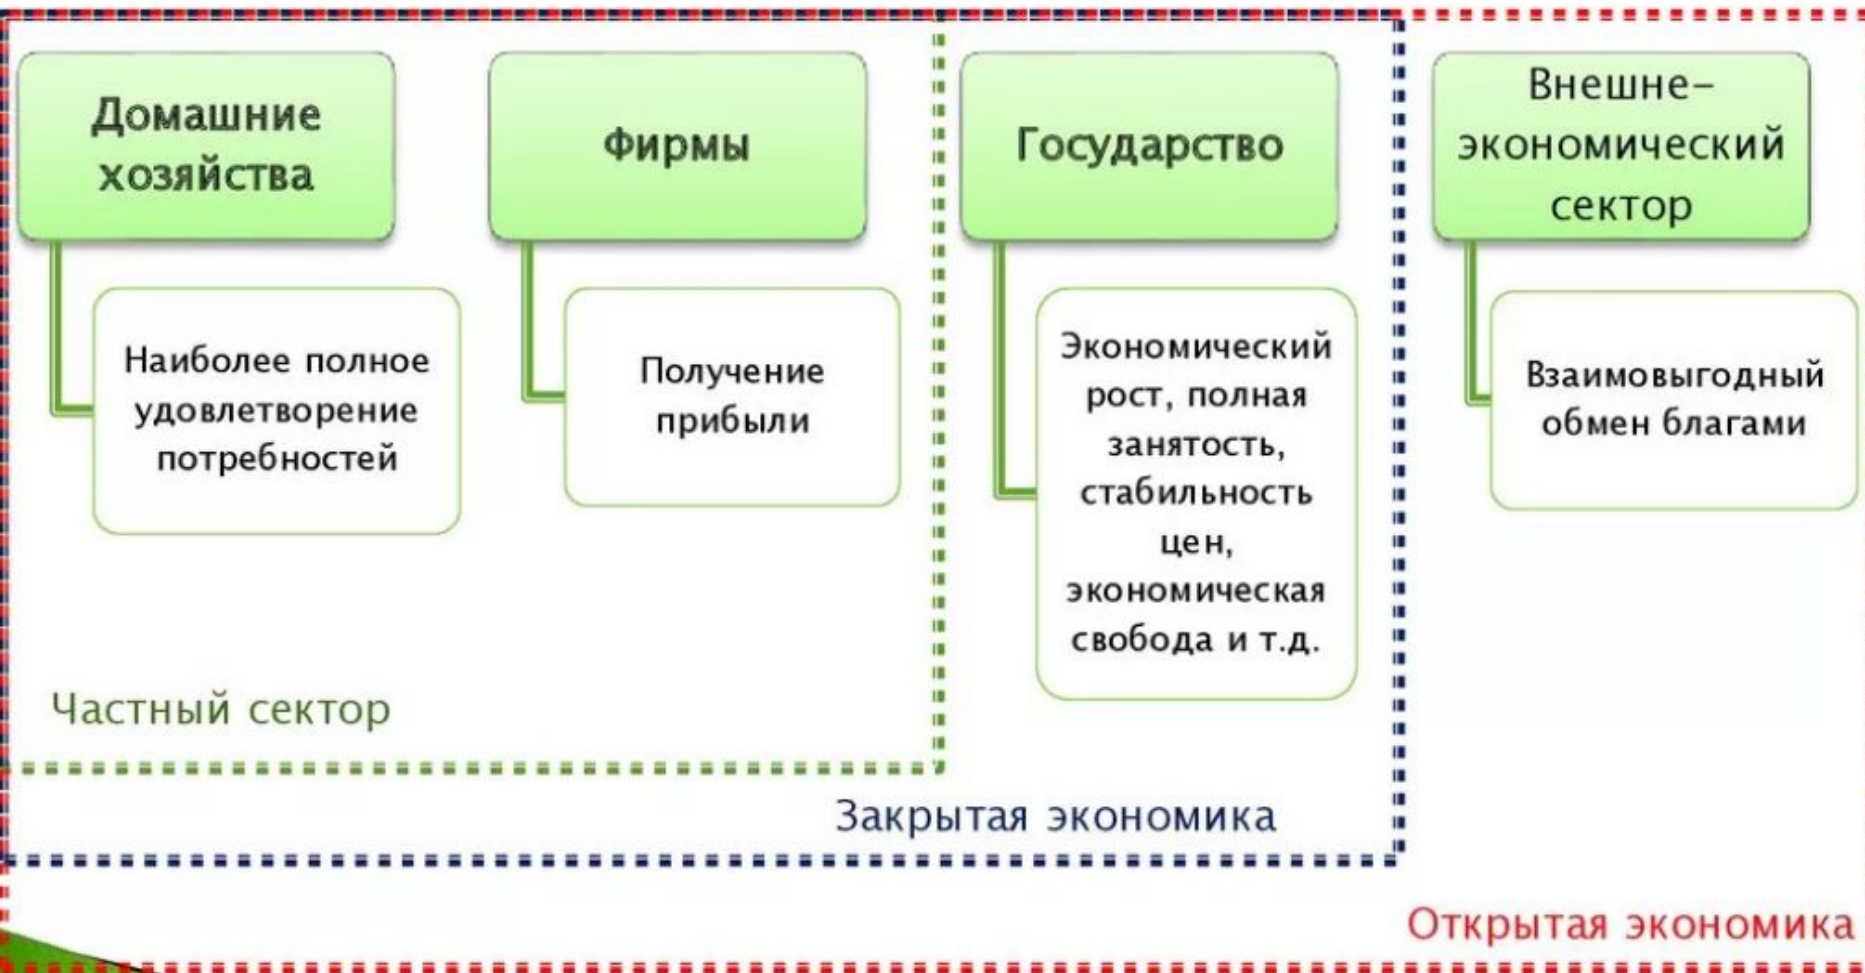 Домашние
хозяйства
Фирмы
Государство
Внешне-
экономический
сектор
Наиболее полное
удовлетворение
потребностей
Получение
прибыли
Экономический
рост, полная
занятость,
стабильность
цен,
экономическая
свобода и т.д.
Взаимовыгодный
обмен благами
Частный сектор
Закрытая экономика
Открытая экономика